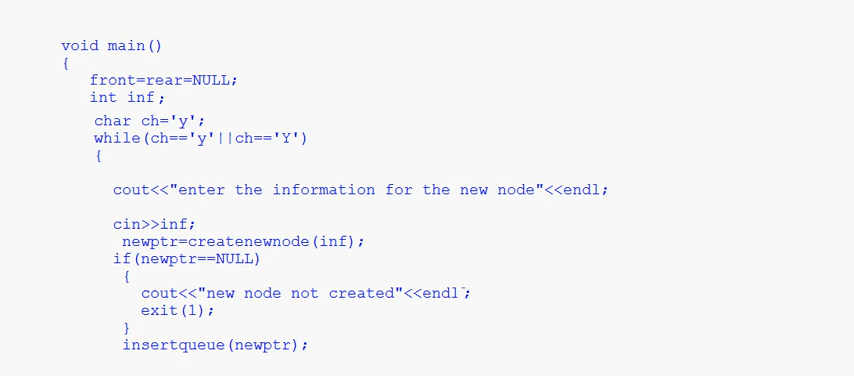 void main()
{
front=rear=NULL;
int inf;
char ch='y';
while(ch=='y'||ch=='Y')
{
cout<<"enter the information for the new node"<<endl;
cin>>inf;
newptr=createnewnode(inf);
if(newptr==NULL)
{
cout<<"new node not created"<<endl;
exit(1);
}
insertqueue(newptr);